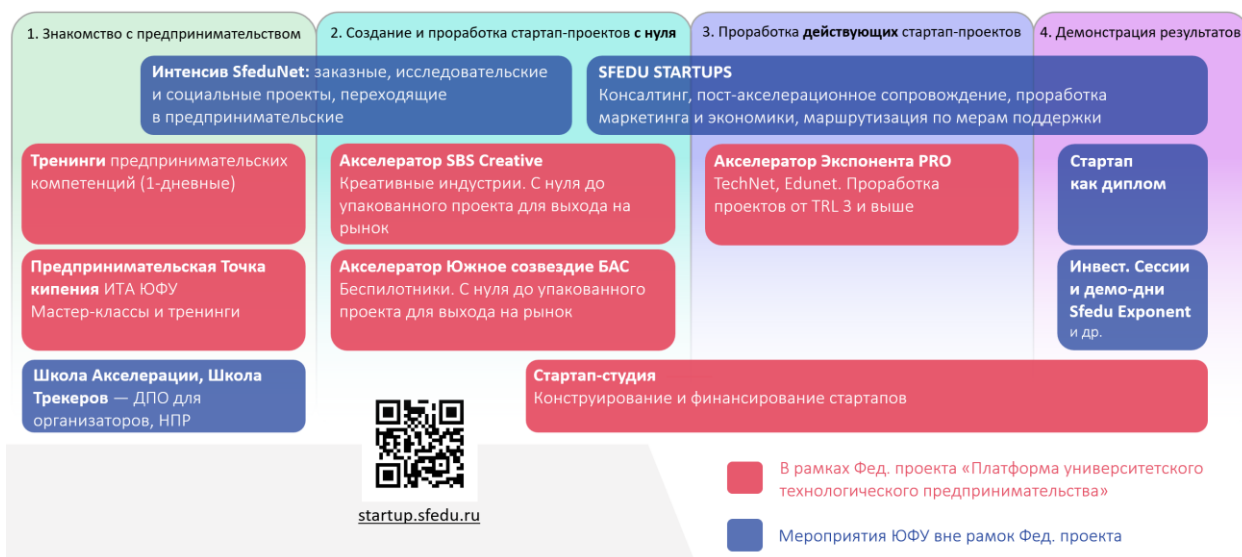 1. Знакомство с предпринимательством
2. Создание и проработка стартап-проектов с нуля
3. Проработка действующих стартап-проектов
4. Демонстрация результатов
Интенсив SfeduNet: заказные, исследовательские
и социальные проекты, переходящие
в предпринимательские
SFEDU STARTUPS
Консалтинг, пост-акселерационное сопровождение, проработка
маркетинга и экономики, маршрутизация по мерам поддержки
Тренинги предпринимательских
компетенций (1-дневные)
Акселератор SBS Creative
Креативные индустрии. С нуля до
упакованного проекта для выхода на
рынок
Акселератор Экспонента PRO
TechNet, Edunet. Проработка
проектов от TRL 3 и выше
Стартап
как диплом
Предпринимательская Точка
кипения ИТА ЮФУ
Мастер-классы и тренинги
Акселератор Южное созвездие БАС
Беспилотники. С нуля до упакованного
проекта для выхода на рынок
Инвест. Сессии
и демо-дни
Sfedu Exponent
и др.
Школа Акселерации, Школа
Трекеров — ДПО для
организаторов, НПР
Стартап-студия
Конструирование и финансирование стартапов
startup.sfedu.ru
В рамках Фед. проекта «Платформа университетского
технологического предпринимательства»
Мероприятия ЮФУ вне рамок Фед. проекта